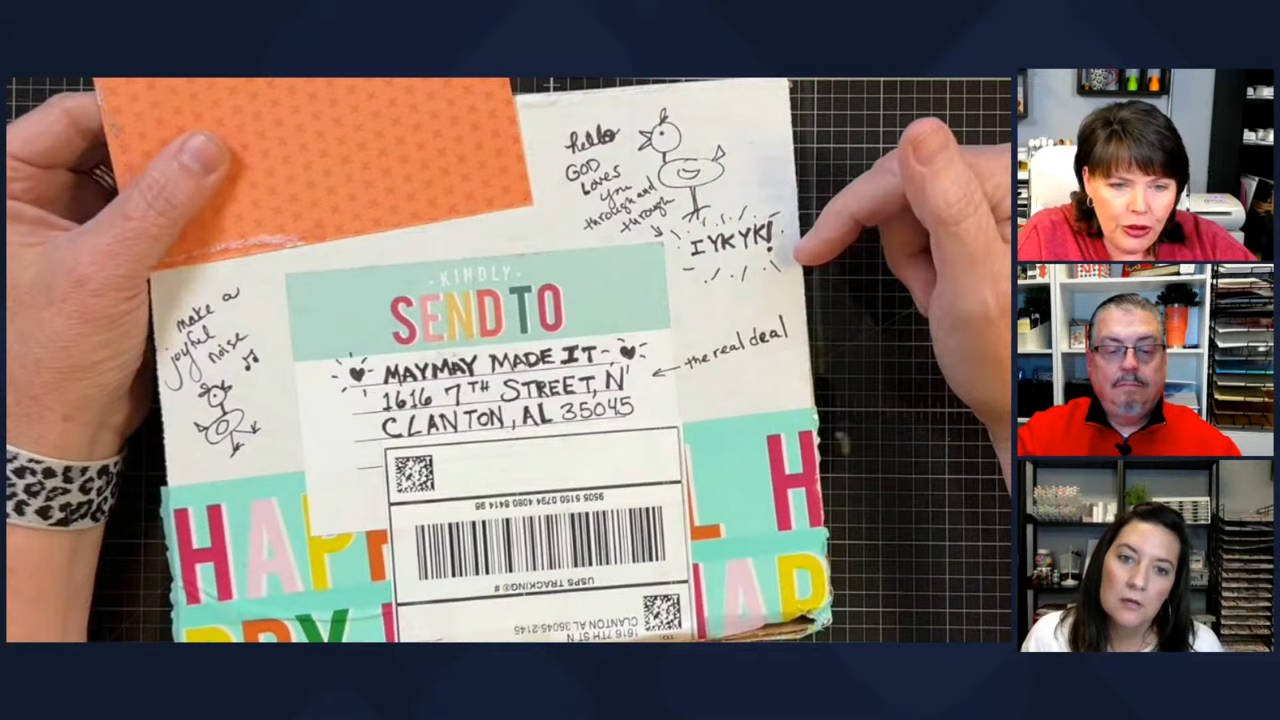 hello
GOD
Loves
you
through and
through
IYKYK!
make a
joyful
noise
- KINDLY -
SEND TO
MAYMAY MADE IT -
1616 7TH STREET, N
CLANTON, AL 35045
the real deal
9505 5150 0794 4080 8414 98
USPS TRACKING® #
1616 7TH ST N
CLANTON AL 35045-2145
TO: